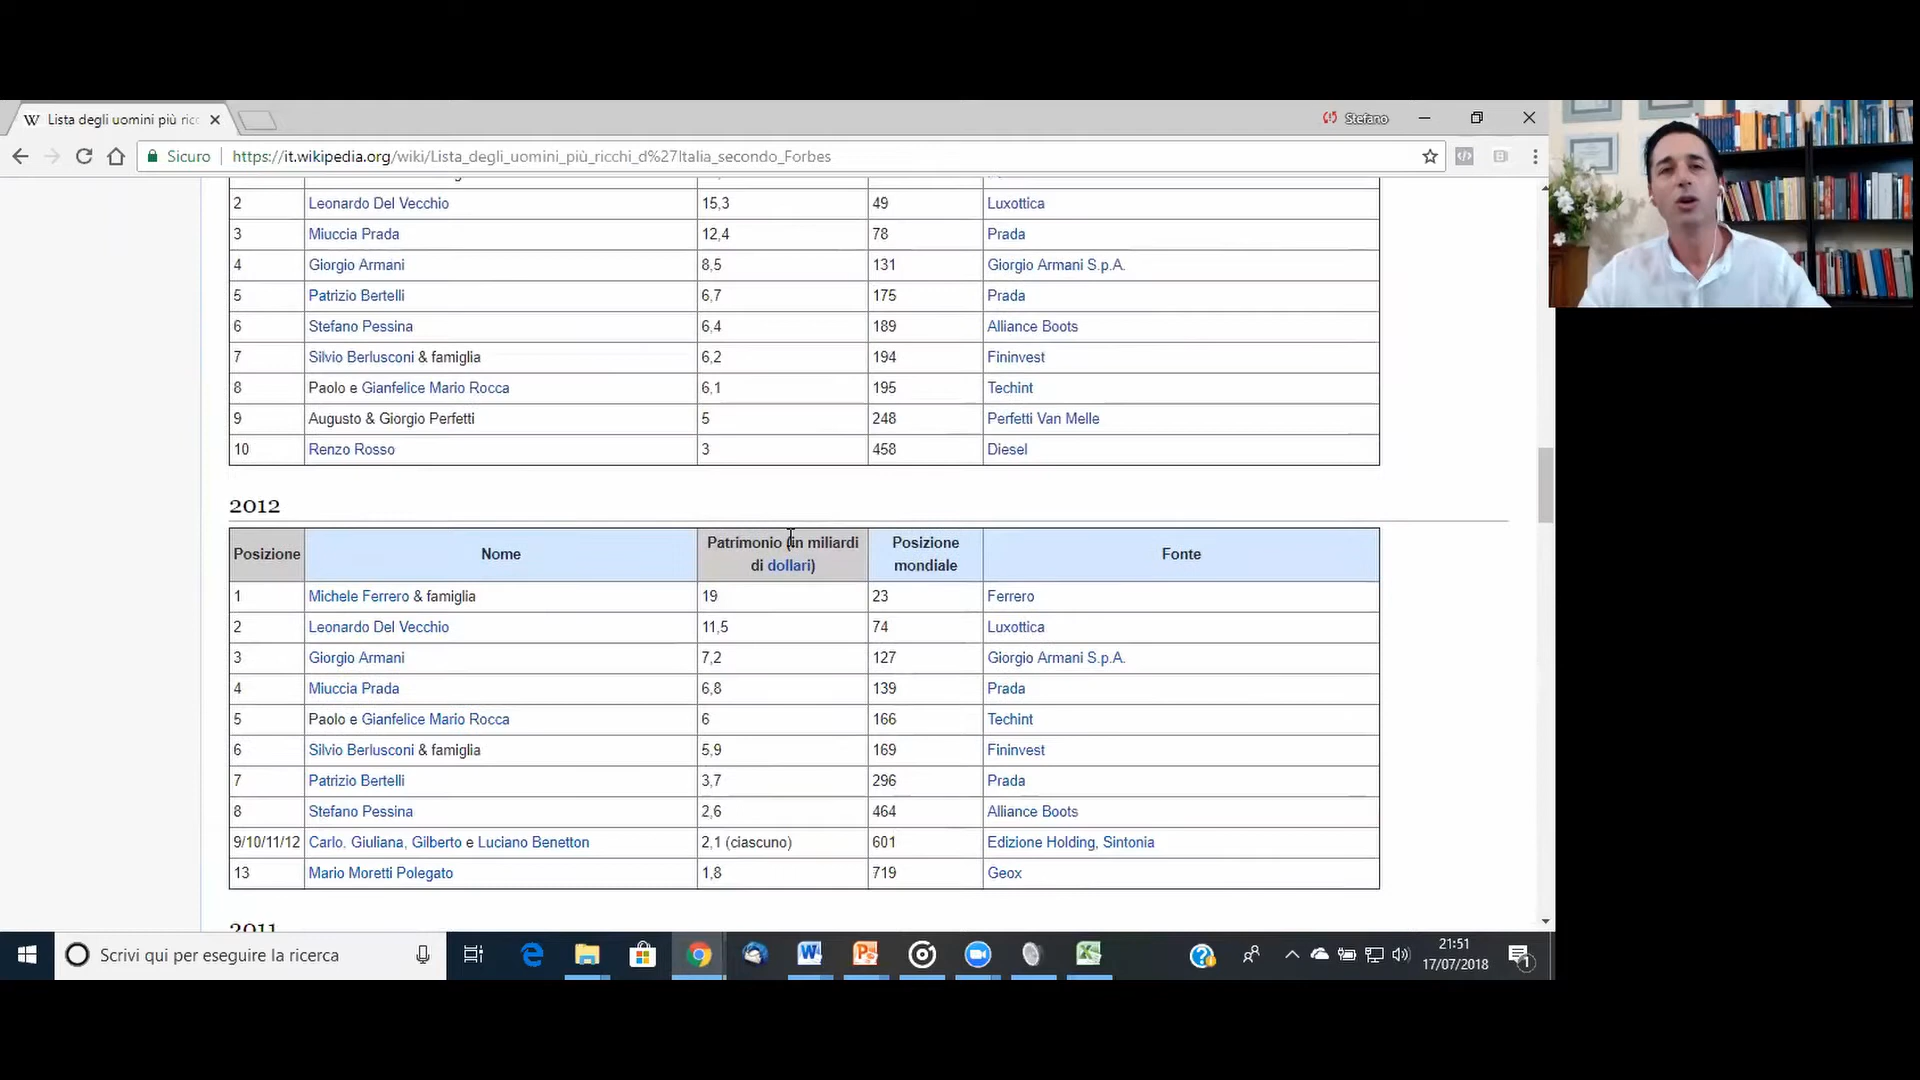 Lista degli uomini più ricc
Stefano
Sicuro https://it.wikipedia.org/wiki/Lista_degli_uomini_più_ricchi_d%27Italia_secondo_Forbes
2 Leonardo Del Vecchio 15,3 49 Luxottica
3 Miuccia Prada 12,4 78 Prada
4 Giorgio Armani 8,5 131 Giorgio Armani S.p.A.
5 Patrizio Bertelli 6,7 175 Prada
6 Stefano Pessina 6,4 189 Alliance Boots
7 Silvio Berlusconi & famiglia 6,2 194 Fininvest
8 Paolo e Gianfelice Mario Rocca 6,1 195 Techint
9 Augusto & Giorgio Perfetti 5 248 Perfetti Van Melle
10 Renzo Rosso 3 458 Diesel
2012
Posizione Nome Patrimonio (in miliardi di dollari) Posizione mondiale Fonte
1 Michele Ferrero & famiglia 19 23 Ferrero
2 Leonardo Del Vecchio 11,5 74 Luxottica
3 Giorgio Armani 7,2 127 Giorgio Armani S.p.A.
4 Miuccia Prada 6,8 139 Prada
5 Paolo e Gianfelice Mario Rocca 6 166 Techint
6 Silvio Berlusconi & famiglia 5,9 169 Fininvest
7 Patrizio Bertelli 3,7 296 Prada
8 Stefano Pessina 2,6 464 Alliance Boots
9/10/11/12 Carlo, Giuliana, Gilberto e Luciano Benetton 2,1 (ciascuno) 601 Edizione Holding, Sintonia
13 Mario Moretti Polegato 1,8 719 Geox
2011
Scrivi qui per eseguire la ricerca
21:51
17/07/2018
1